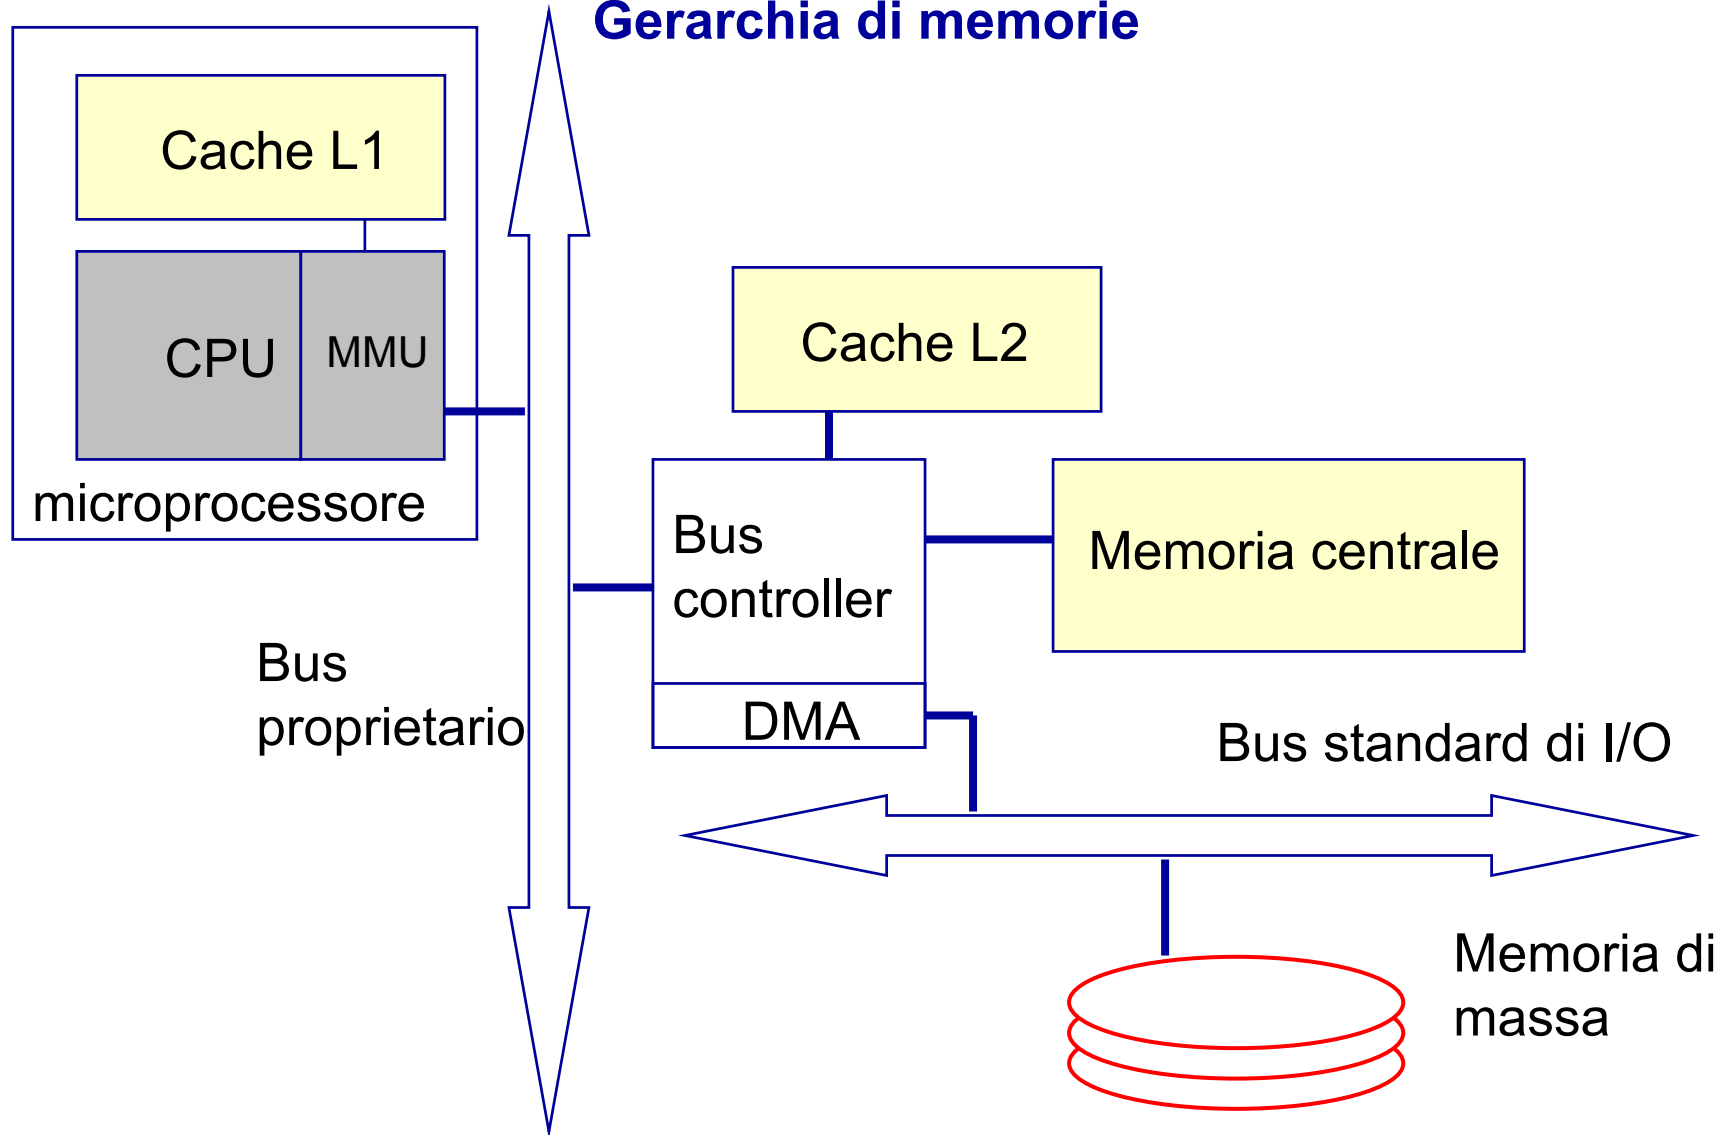 Gerarchia di memorie
Cache L1
CPU
MMU
microprocessore
Cache L2
Bus
controller
DMA
Memoria centrale
Bus
proprietario
Bus standard di I/O
Memoria di
massa